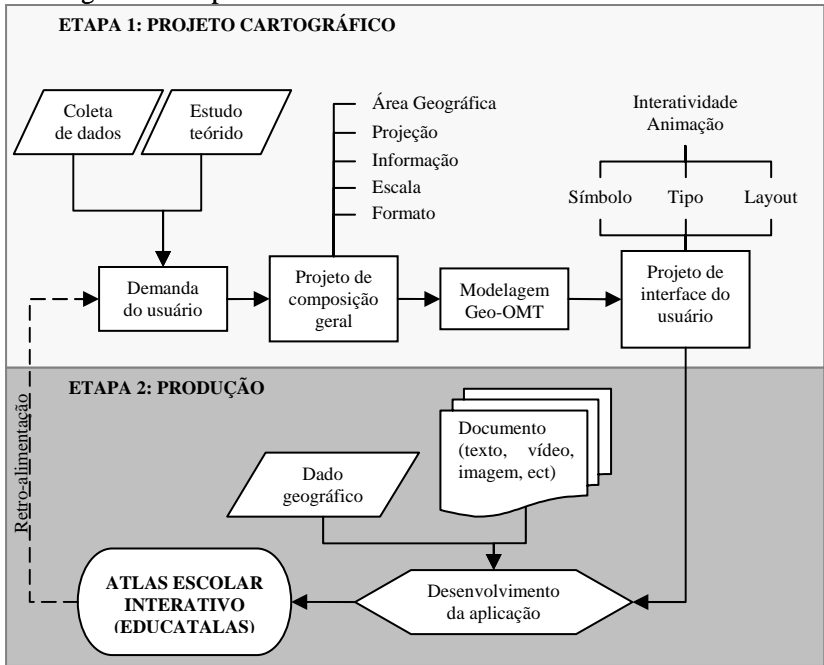 ETAPA 1: PROJETO CARTOGRÁFICO
Coleta
de dados
Estudo
teórido
Área Geográfica
Projeção
Informação
Escala
Formato
Interatividade
Animação
Símbolo
Tipo
Layout
Demanda
do usuário
Projeto de
composição
geral
Modelagem
Geo-OMT
Projeto de
interface do
usuário
Retro-alimentação
ETAPA 2: PRODUÇÃO
Dado
geográfico
Documento
(texto, vídeo,
imagem, ect)
ATLAS ESCOLAR
INTERATIVO
(EDUCATALAS)
Desenvolvimento
da aplicação